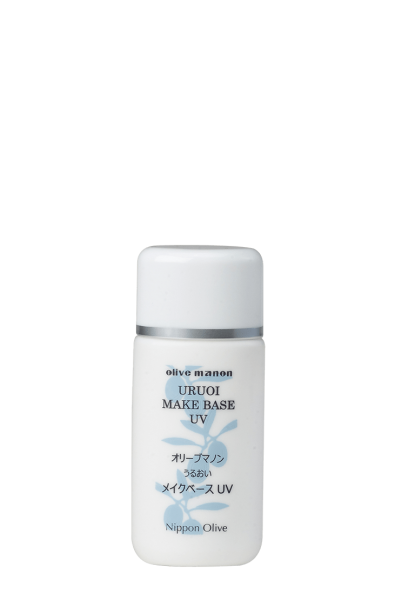 olive manon
URUOI
MAKE BASE
UV
オリーブマノン
うるおい
メイクベース UV
Nippon Olive